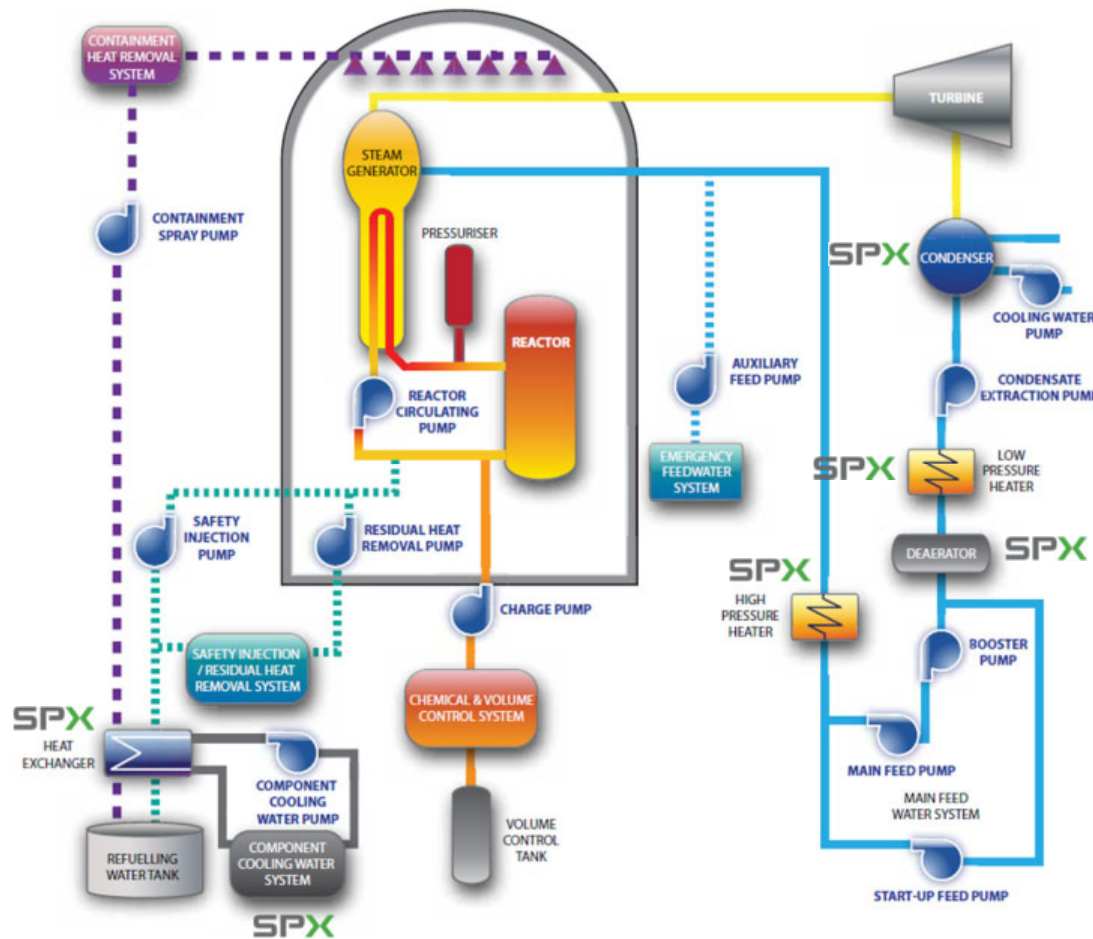 CONTAINMENT
HEAT REMOVAL
SYSTEM
TURBINE
STEAM
GENERATOR
CONTAINMENT
SPRAY PUMP
PRESSURISER
SPX
CONDENSER
COOLING WATER
PUMP
REACTOR
REACTOR
CIRCULATING
PUMP
AUXILIARY
FEED PUMP
CONDENSATE
EXTRACTION PUMP
EMERGENCY
FEEDWATER
SYSTEM
SPX
LOW
PRESSURE
HEATER
SAFETY
INJECTION
PUMP
RESIDUAL HEAT
REMOVAL PUMP
DEAERATOR
SPX
SPX
HIGH
PRESSURE
HEATER
CHARGE PUMP
BOOSTER
PUMP
SAFETY INJECTION
/ RESIDUAL HEAT
REMOVAL SYSTEM
CHEMICAL & VOLUME
CONTROL SYSTEM
SPX
HEAT
EXCHANGER
MAIN FEED PUMP
COMPONENT
COOLING
WATER PUMP
MAIN FEED
WATER SYSTEM
VOLUME
CONTROL
TANK
REFUELLING
WATER TANK
COMPONENT
COOLING WATER
SYSTEM
START-UP FEED PUMP
SPX